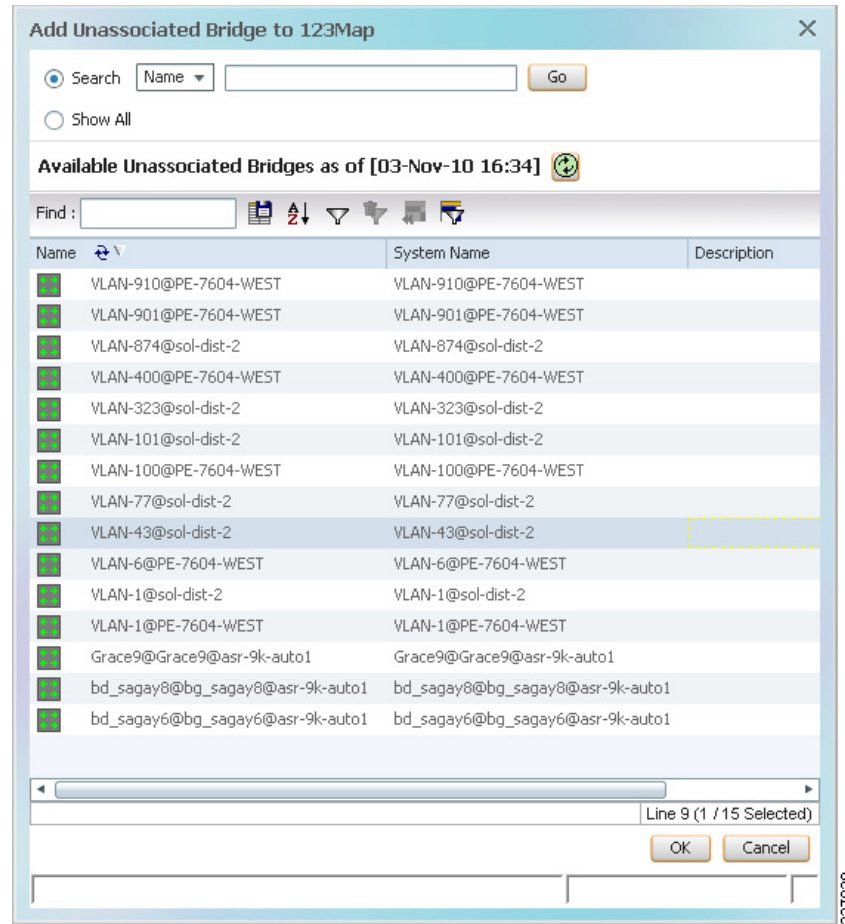 Add Unassociated Bridge to 123Map
Search Name Go
Show All
Available Unassociated Bridges as of [03-Nov-10 16:34]
Find :
Name System Name Description
VLAN-910@PE-7604-WEST VLAN-910@PE-7604-WEST
VLAN-901@PE-7604-WEST VLAN-901@PE-7604-WEST
VLAN-874@sol-dist-2 VLAN-874@sol-dist-2
VLAN-400@PE-7604-WEST VLAN-400@PE-7604-WEST
VLAN-323@sol-dist-2 VLAN-323@sol-dist-2
VLAN-101@sol-dist-2 VLAN-101@sol-dist-2
VLAN-100@PE-7604-WEST VLAN-100@PE-7604-WEST
VLAN-77@sol-dist-2 VLAN-77@sol-dist-2
VLAN-43@sol-dist-2 VLAN-43@sol-dist-2
VLAN-6@PE-7604-WEST VLAN-6@PE-7604-WEST
VLAN-1@sol-dist-2 VLAN-1@sol-dist-2
VLAN-1@PE-7604-WEST VLAN-1@PE-7604-WEST
Grace9@Grace9@asr-9k-auto1 Grace9@Grace9@asr-9k-auto1
bd_sagay8@bg_sagay8@asr-9k-auto1 bd_sagay8@bg_sagay8@asr-9k-auto1
bd_sagay6@bg_sagay6@asr-9k-auto1 bd_sagay6@bg_sagay6@asr-9k-auto1
Line 9 (1 / 15 Selected)
OK Cancel